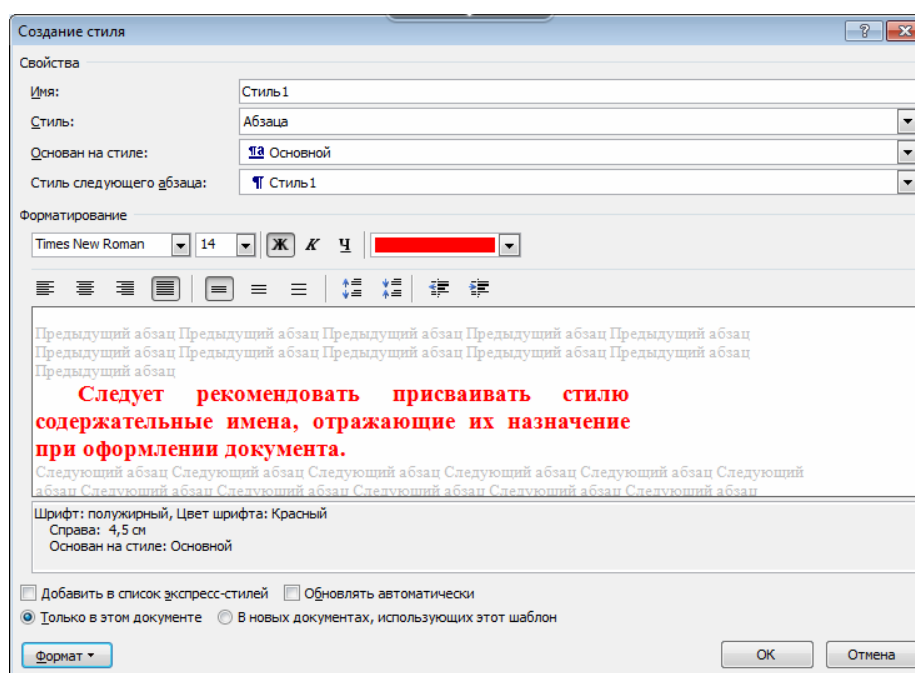 Создание стиля
Свойства
Имя: Стиль1
Стиль: Абзаца
Основан на стиле: ¶a Основной
Стиль следующего абзаца: ¶ Стиль1
Форматирование
Times New Roman 14 Ж К Ч
Предыдущий абзац Предыдущий абзац Предыдущий абзац Предыдущий абзац Предыдущий абзац
Предыдущий абзац Предыдущий абзац Предыдущий абзац Предыдущий абзац Предыдущий абзац
Предыдущий абзац
Следует рекомендовать присваивать стилю
содержательные имена, отражающие их назначение
при оформлении документа.
Следующий абзац Следующий абзац Следующий абзац Следующий абзац Следующий абзац Следующий
абзац Следующий абзац Следующий абзац Следующий абзац Следующий абзац Следующий абзац
Шрифт: полужирный, Цвет шрифта: Красный
Справа: 4,5 см
Основан на стиле: Основной
Добавить в список экспресс-стилей Обновлять автоматически
Только в этом документе В новых документах, использующих этот шаблон
Формат OK Отмена